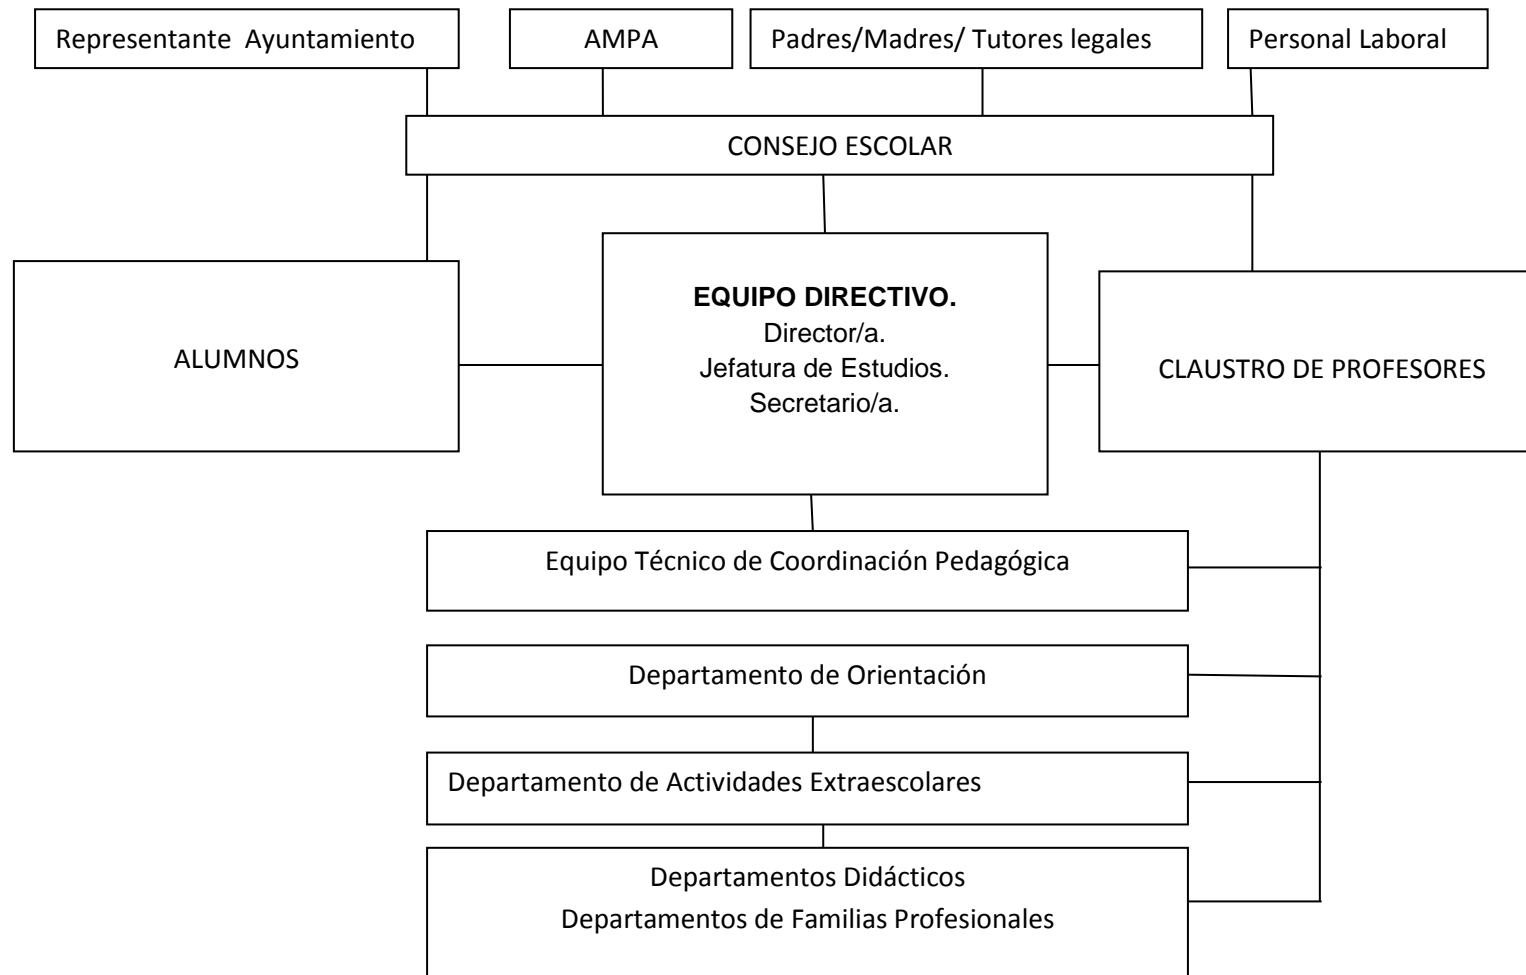 Representante  Ayuntamiento
AMPA
Padres/Madres/ Tutores legales
Personal Laboral
CONSEJO ESCOLAR
ALUMNOS
EQUIPO DIRECTIVO.
Director/a.
Jefatura de Estudios.
Secretario/a.
CLAUSTRO DE PROFESORES
Equipo Técnico de Coordinación Pedagógica
Departamento de Orientación
Departamento de Actividades Extraescolares
Departamentos Didácticos
Departamentos de Familias Profesionales